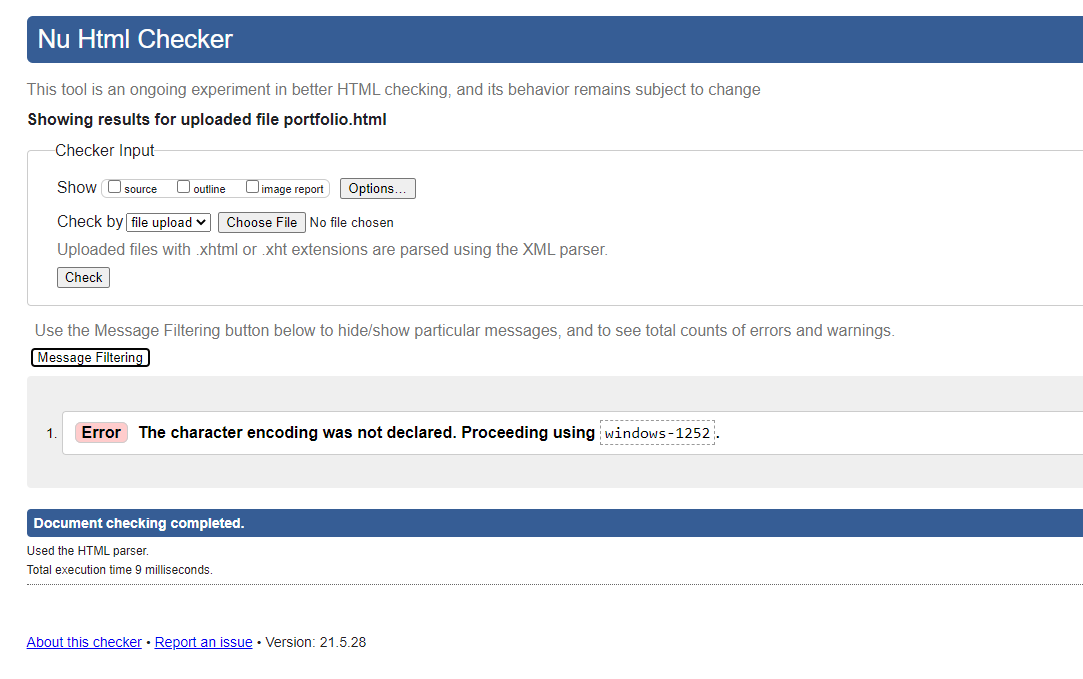 Nu Html Checker
This tool is an ongoing experiment in better HTML checking, and its behavior remains subject to change
Showing results for uploaded file portfolio.html
Checker Input
Show source outline image report Options...
Check by file upload Choose File No file chosen
Uploaded files with .xhtml or .xht extensions are parsed using the XML parser.
Check
Use the Message Filtering button below to hide/show particular messages, and to see total counts of errors and warnings.
Message Filtering
1. Error The character encoding was not declared. Proceeding using windows-1252.
Document checking completed.
Used the HTML parser.
Total execution time 9 milliseconds.
About this checker • Report an issue • Version: 21.5.28